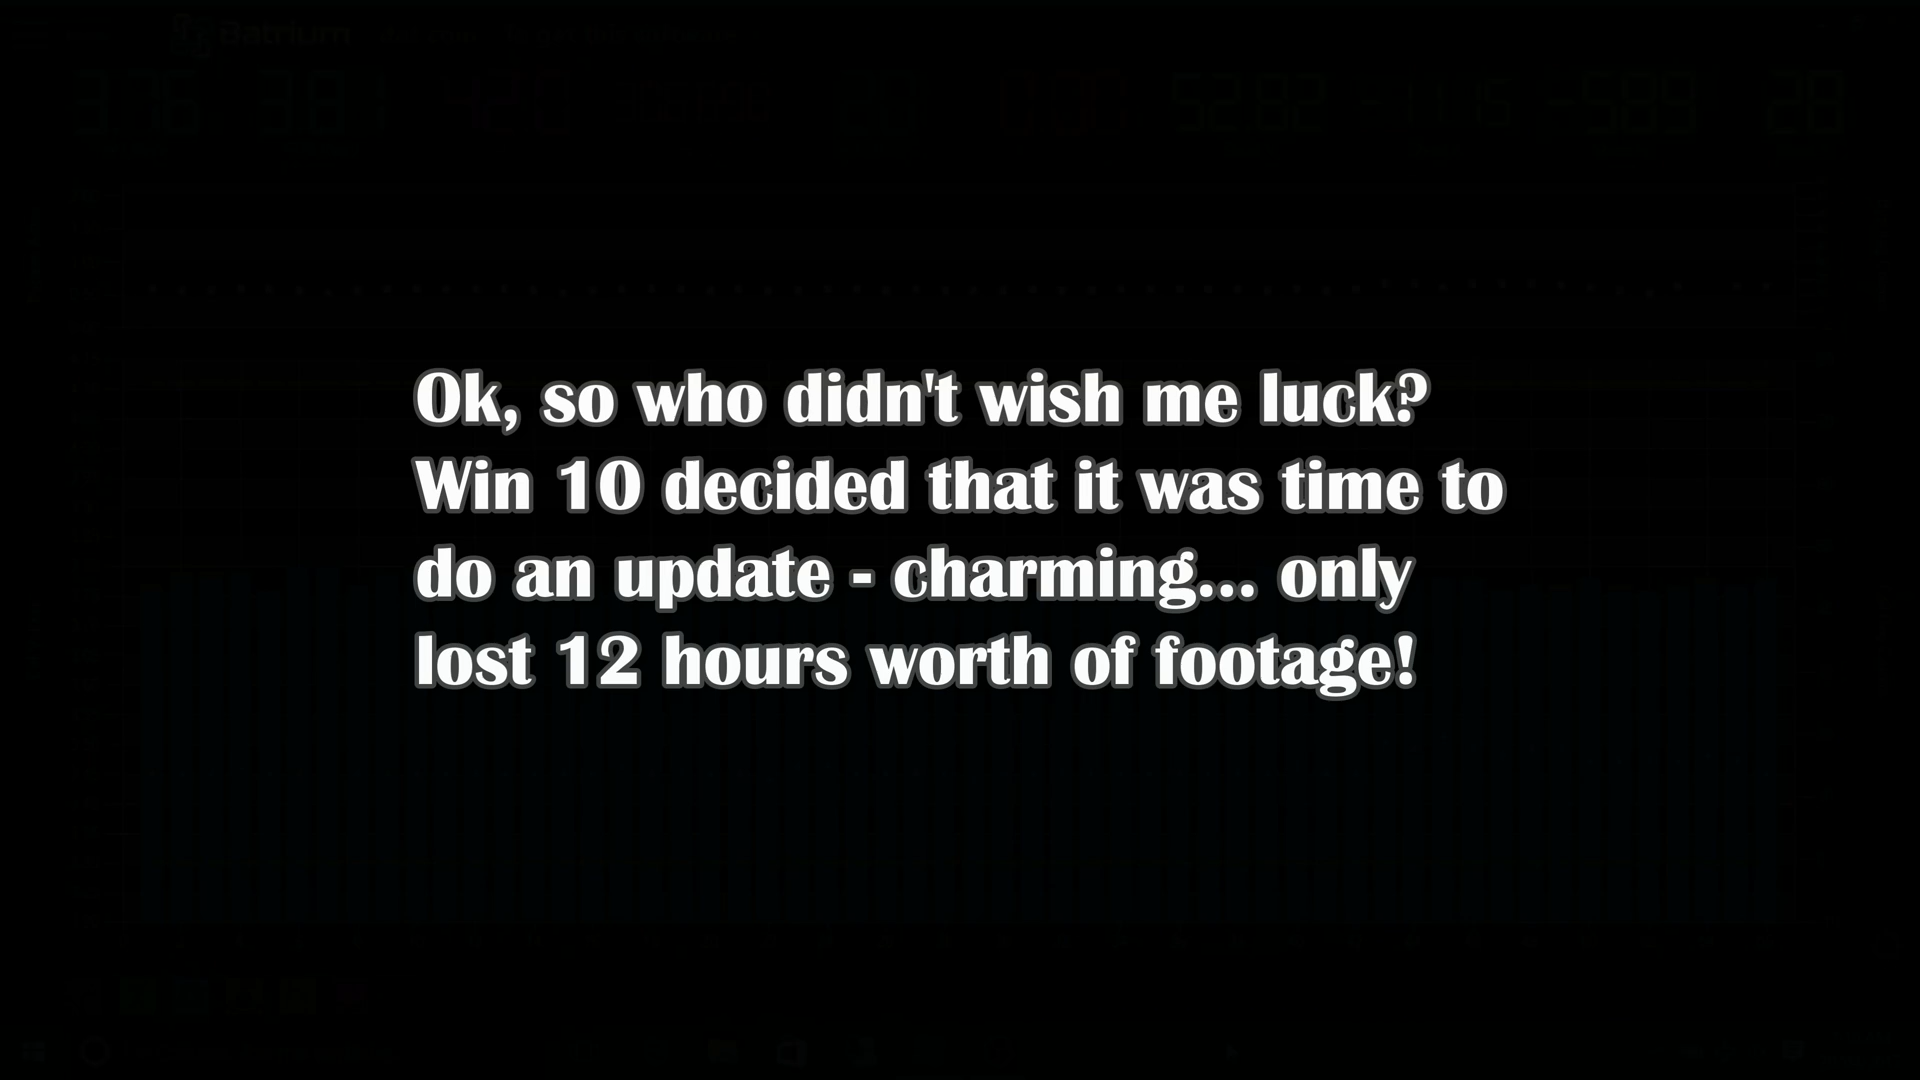 Batrium
Ok, so who didn't wish me luck?
Win 10 decided that it was time to
do an update - charming... only
lost 12 hours worth of footage!